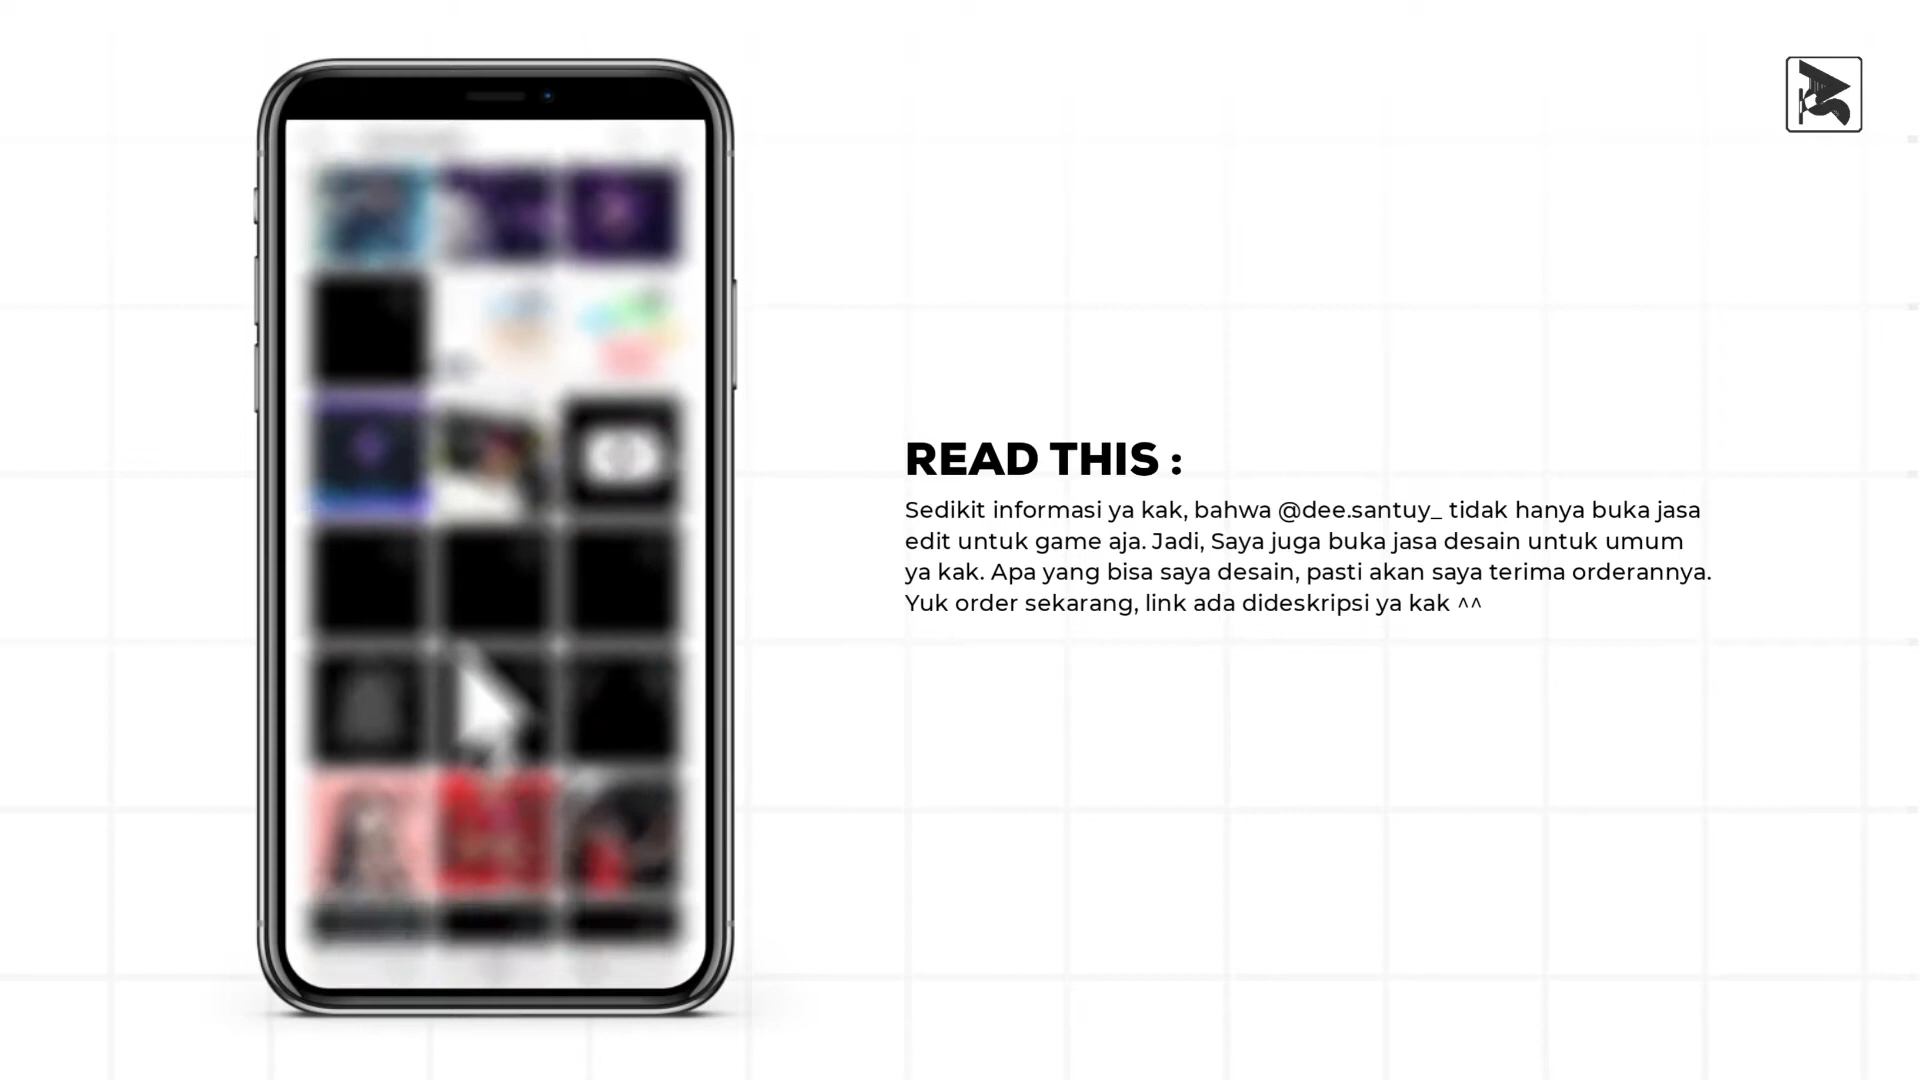 READ THIS :
Sedikit informasi ya kak, bahwa @dee.santuy_ tidak hanya buka jasa
edit untuk game aja. Jadi, Saya juga buka jasa desain untuk umum
ya kak. Apa yang bisa saya desain, pasti akan saya terima orderannya.
Yuk order sekarang, link ada dideskripsi ya kak ^^